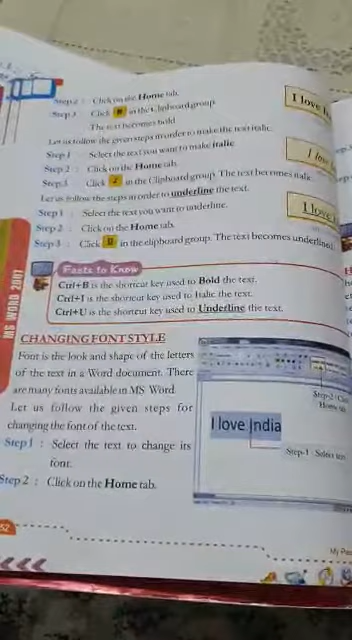 Step 2 : Click on the Home tab.
Step 3 : Click in the Clipboard group.
The text becomes bold.
Let us follow the given steps in order to make the text italic.
Step 1 : Select the text you want to make italic.
Step 2 : Click on the Home tab.
Step 3 : Click I in the Clipboard group. The text becomes italic.
Let us follow the steps in order to underline the text.
Step 1 : Select the text you want to underline.
Step 2 : Click on the Home tab.
Step 3 : Click U in the clipboard group. The text becomes underlined.
I love
I love
I love
Facts to Know
Ctrl+B is the shortcut key used to Bold the text.
Ctrl+I is the shortcut key used to Italic the text.
Ctrl+U is the shortcut key used to Underline the text.
MS WORD 2007
CHANGING FONT STYLE
Font is the look and shape of the letters
of the text in a Word document. There
are many fonts available in MS Word.
Let us follow the given steps for
changing the font of the text.
Step 1 : Select the text to change its
font.
Step 2 : Click on the Home tab.
Step-2 :
Home tab
I love India
Step-1 : Select
52